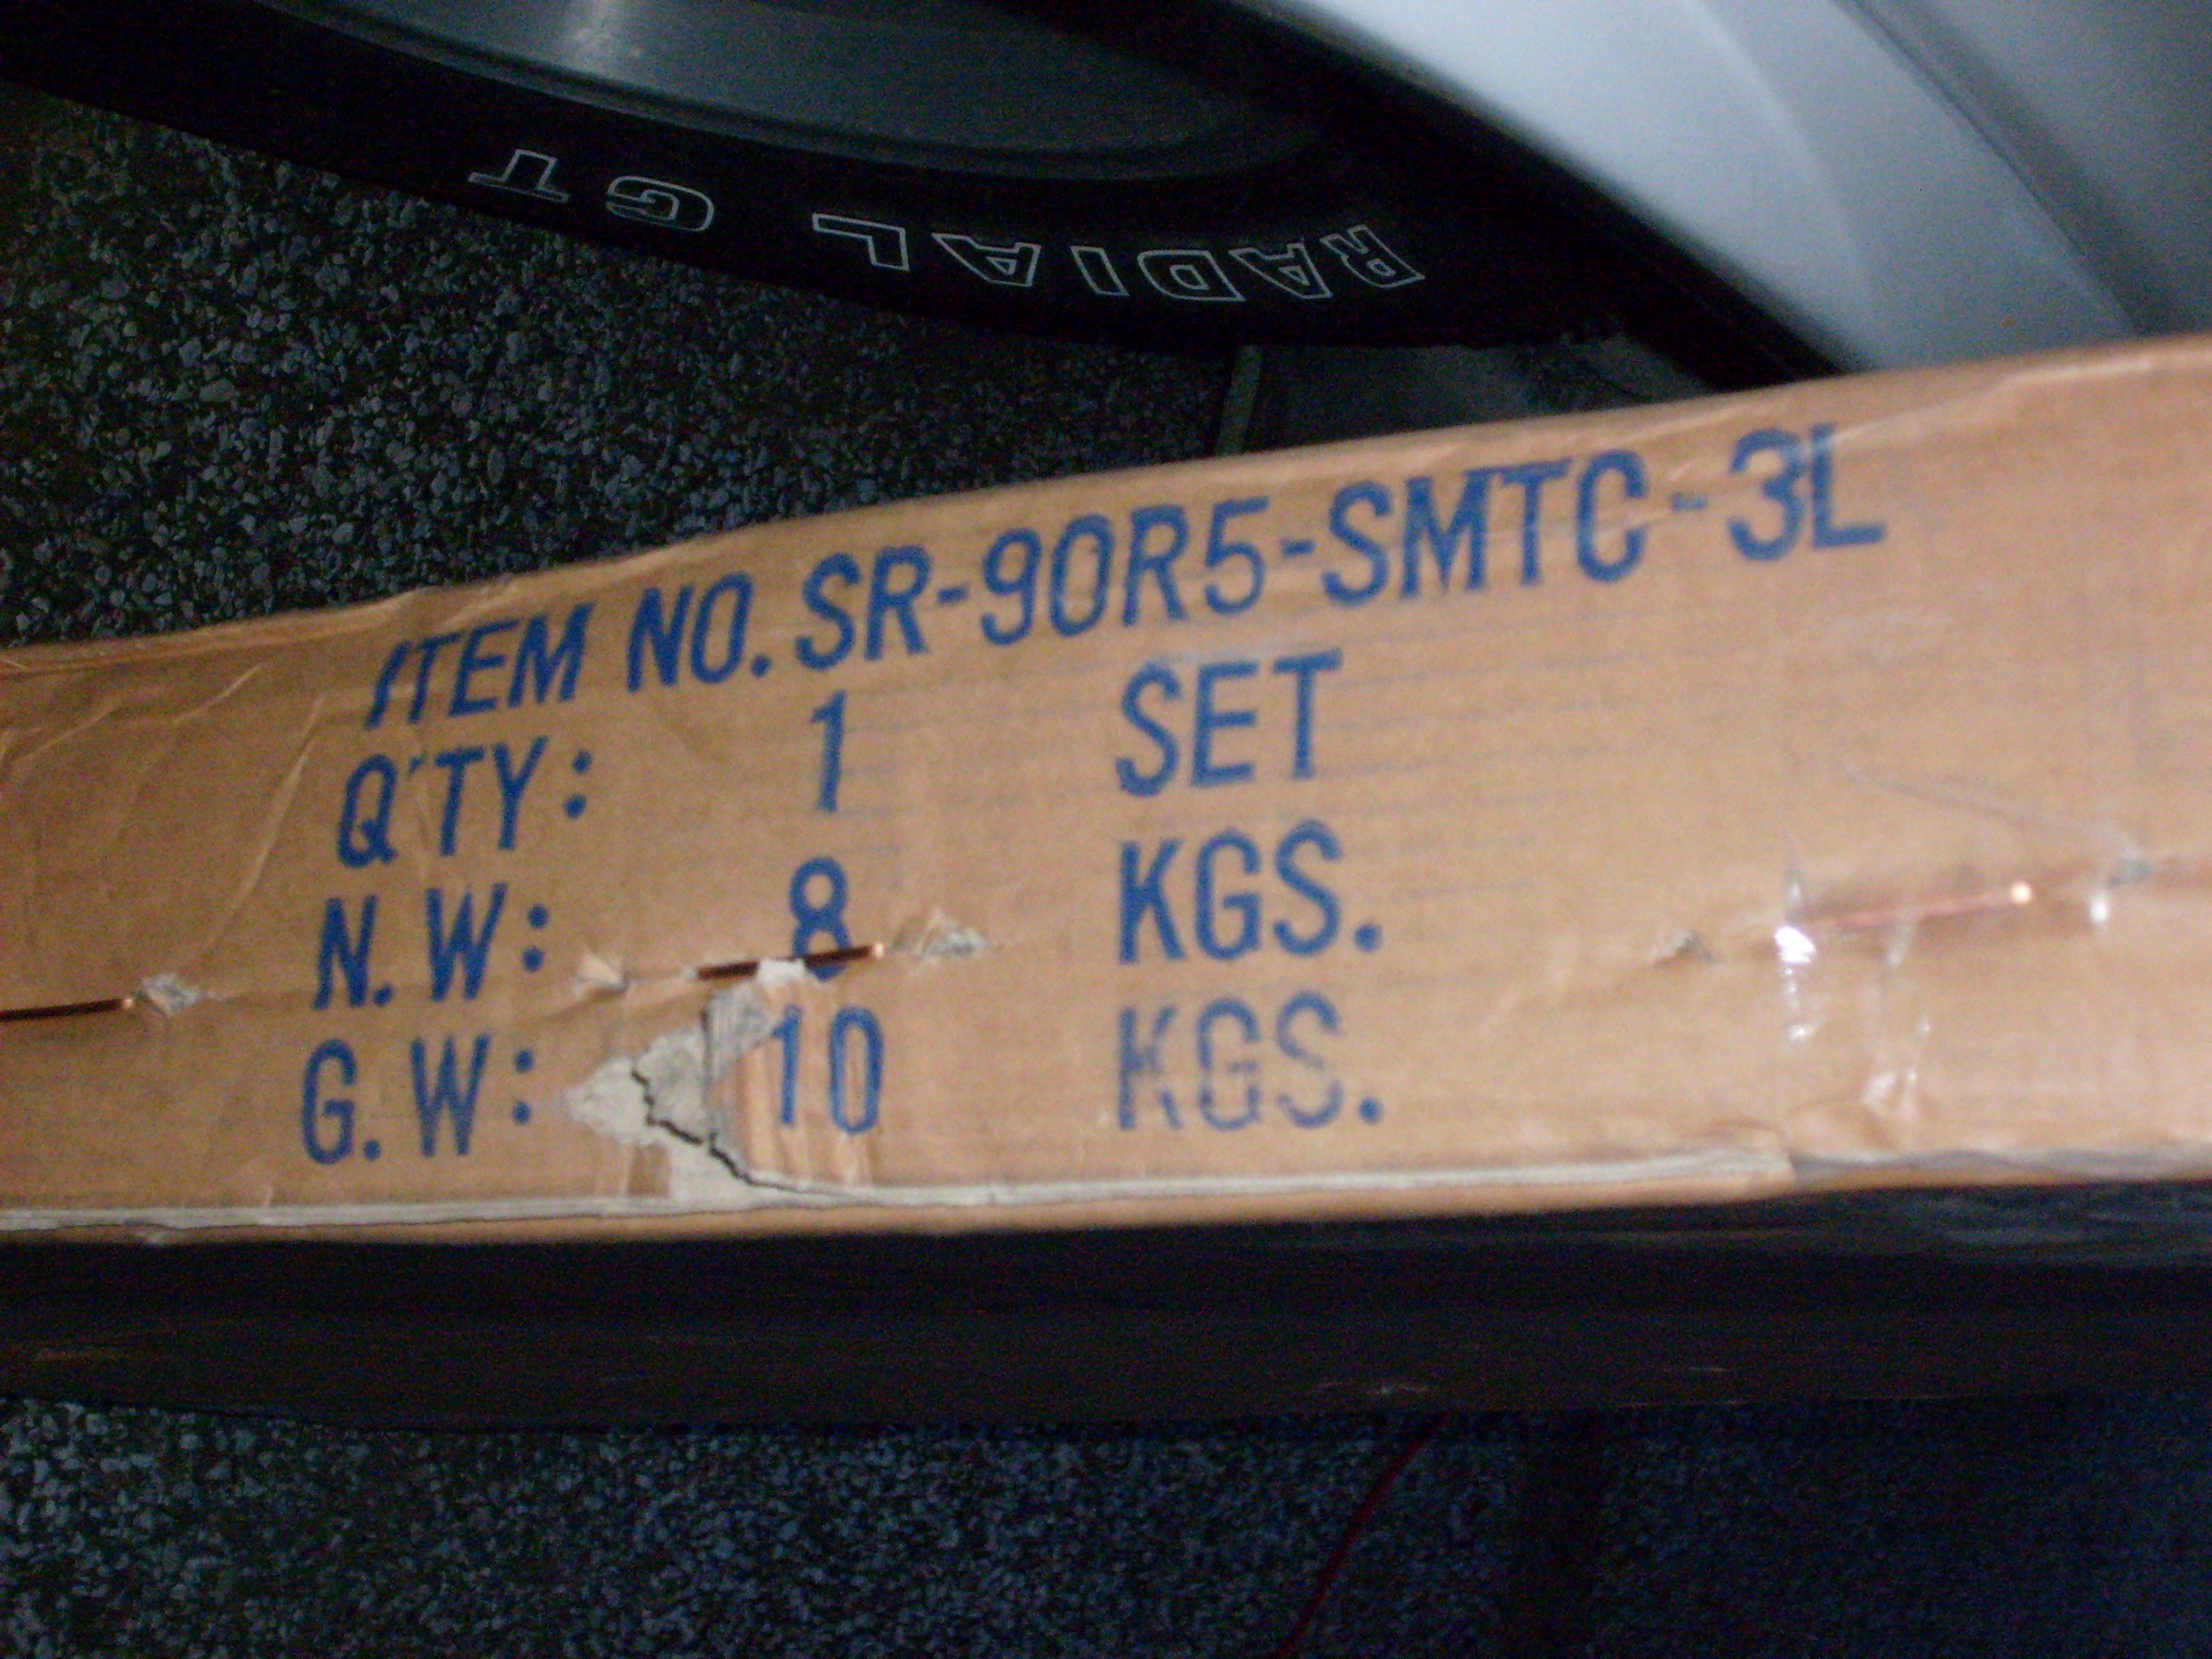 RADIAL GT
ITEM NO. SR-90R5-SMTC-3L
Q'TY: 1 SET
N.W: 8 KGS.
G.W: 10 KGS.